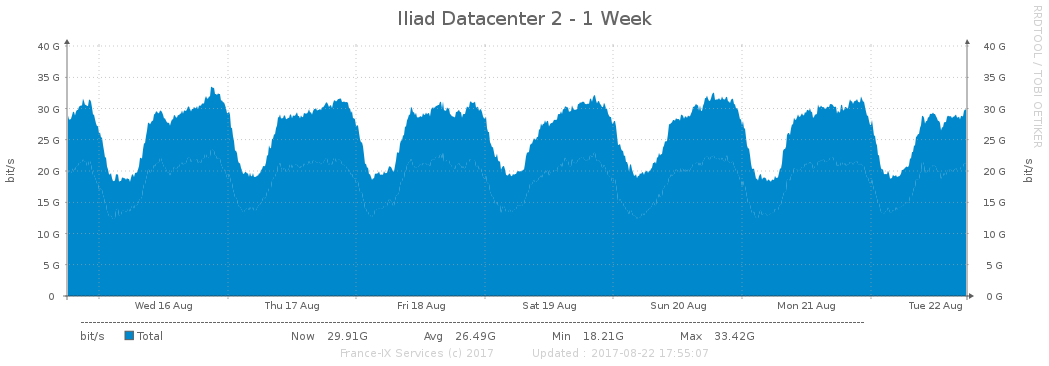 Iliad Datacenter 2 - 1 Week
RRDTOOL / TOBI OETIKER
40 G 40 G
35 G 35 G
30 G 30 G
25 G 25 G
20 G 20 G
15 G 15 G
10 G 10 G
5 G 5 G
0 0 G
bit/s bit/s
Wed 16 Aug Thu 17 Aug Fri 18 Aug Sat 19 Aug Sun 20 Aug Mon 21 Aug Tue 22 Aug
bit/s Total Now 29.91G Avg 26.49G Min 18.21G Max 33.42G
France-IX Services (c) 2017 Updated : 2017-08-22 17:55:07